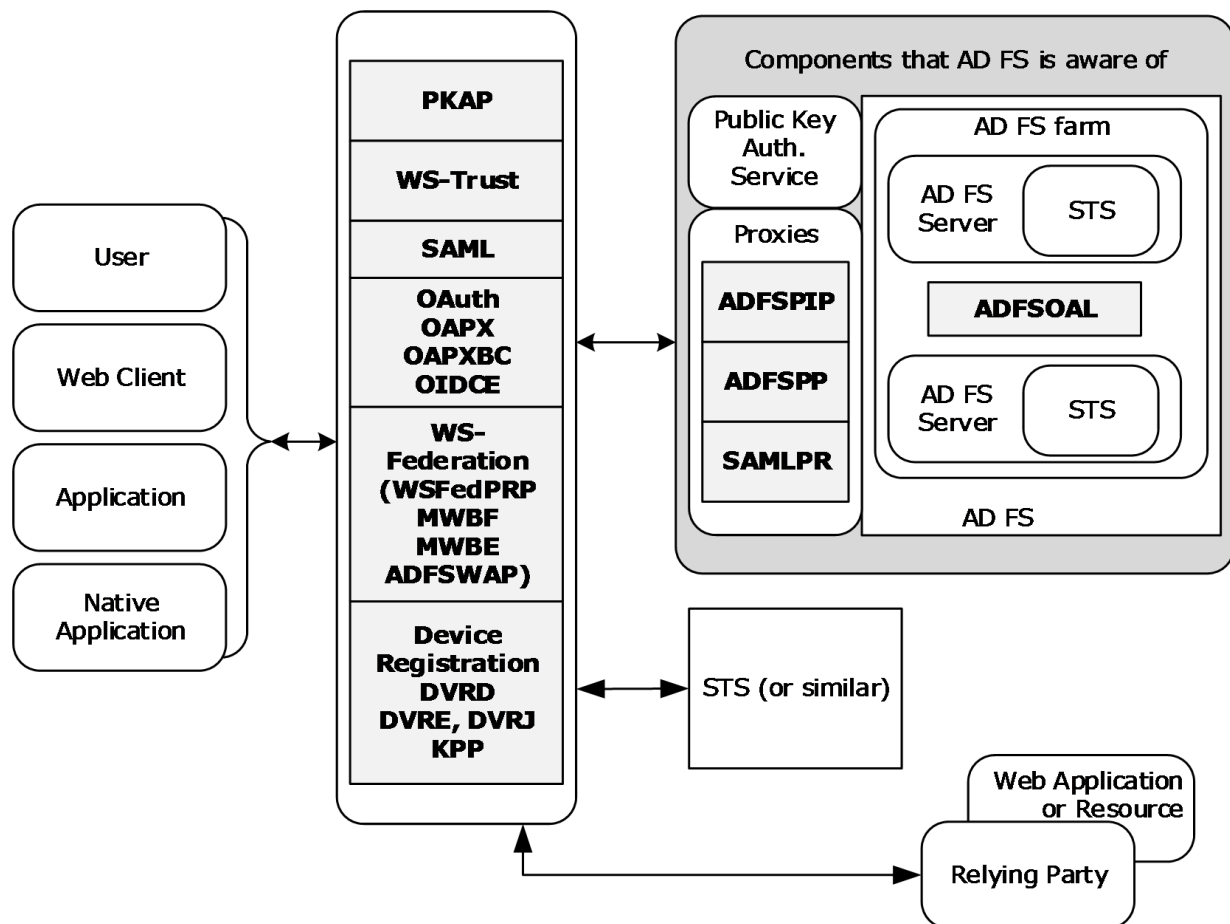 User
Web Client
Application
Native
Application
PKAP
WS-Trust
SAML
OAuth
OAPX
OAPXBC
OIDCE
WS-
Federation
(WSFedPRP
MWBF
MWBE
ADFSWAP)
Device
Registration
DVRD
DVRE, DVRJ
KPP
Components that AD FS is aware of
Public Key
Auth.
Service
Proxies
ADFSPIP
ADFSPP
SAMLPR
AD FS farm
AD FS
Server
STS
ADFSOAL
AD FS
Server
STS
AD FS
STS (or similar)
Web Application
or Resource
Relying Party